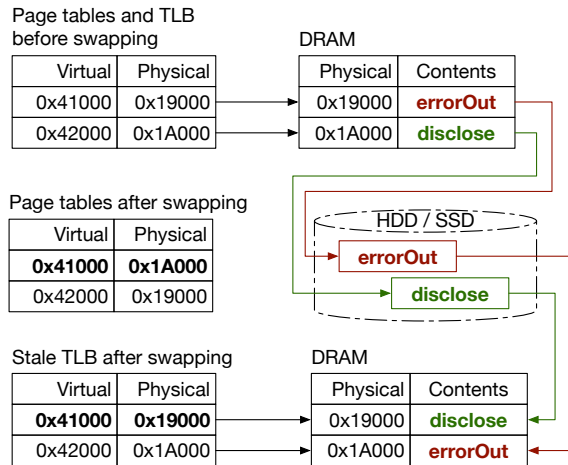 Page tables and TLB
before swapping
DRAM
Virtual Physical
Physical Contents
0x41000 0x19000
0x19000 errorOut
0x42000 0x1A000
0x1A000 disclose
Page tables after swapping
Virtual Physical
0x41000 0x1A000
0x42000 0x19000
HDD / SSD
errorOut
disclose
Stale TLB after swapping
DRAM
Virtual Physical
Physical Contents
0x41000 0x19000
0x19000 disclose
0x42000 0x1A000
0x1A000 errorOut